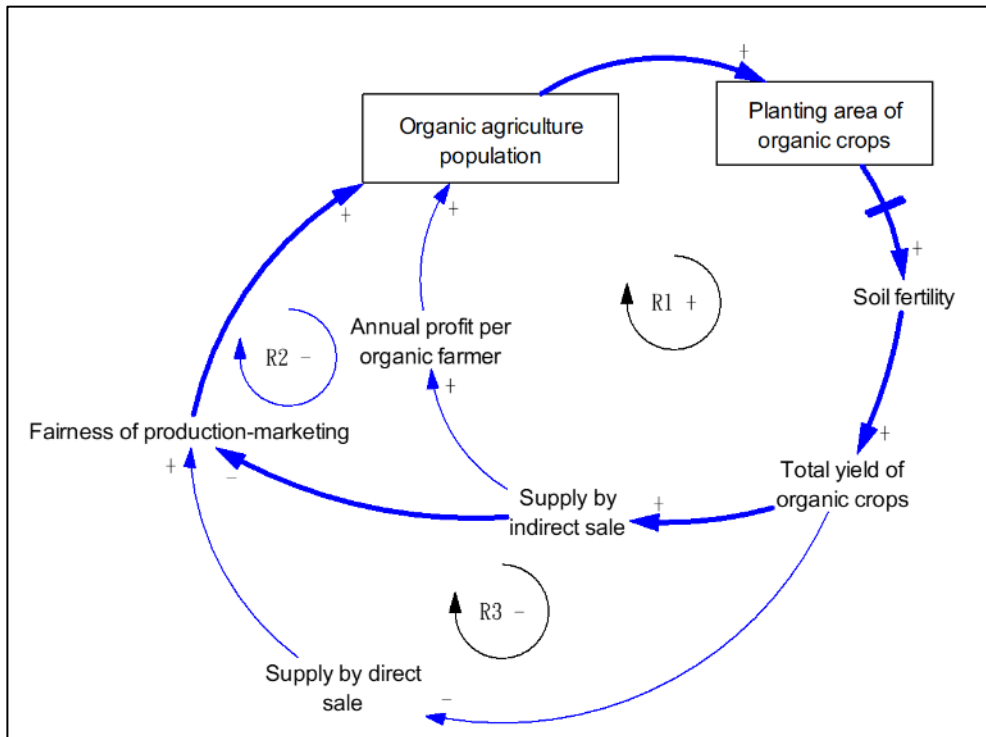 +
Organic agriculture
population
Planting area of
organic crops
+
+
+
Soil fertility
R1 +
Annual profit per
organic farmer
R2 -
+
Fairness of production-marketing
+
-
+
Total yield of
organic crops
Supply by
indirect sale
+
R3 -
Supply by direct
sale
-